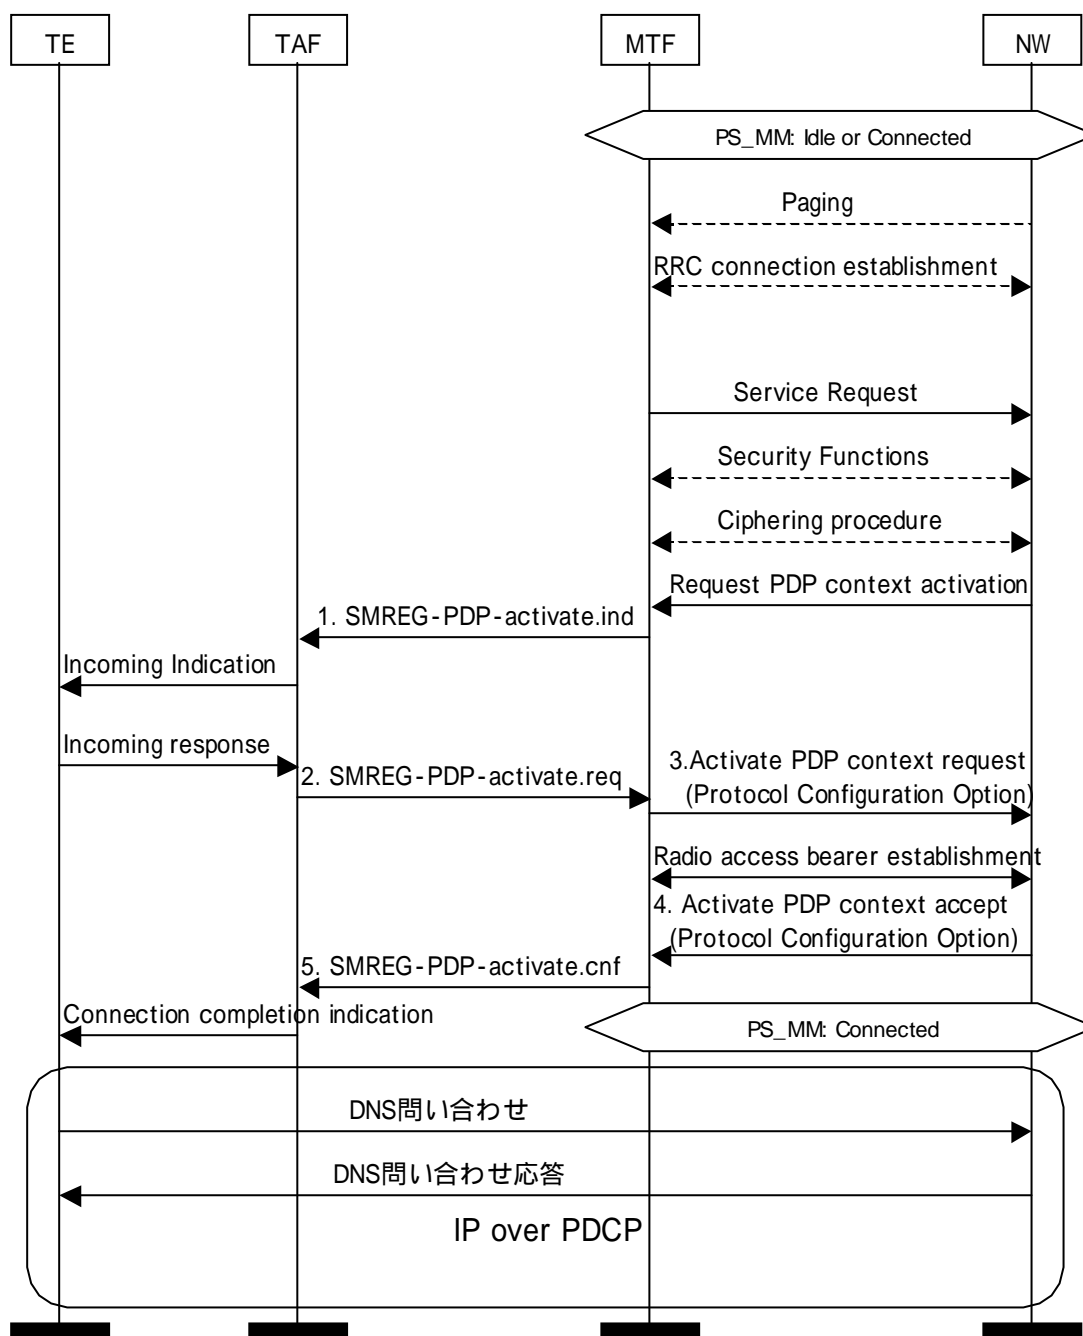 TE
TAF
MTF
NW
PS_MM: Idle or Connected
Paging
RRC connection establishment
Service Request
Security Functions
Ciphering procedure
Request PDP context activation
1. SMREG-PDP-activate.ind
Incoming Indication
Incoming response
2. SMREG-PDP-activate.req
3.Activate PDP context request
(Protocol Configuration Option)
Radio access bearer establishment
4. Activate PDP context accept
(Protocol Configuration Option)
5. SMREG-PDP-activate.cnf
Connection completion indication
PS_MM: Connected
DNS問い合わせ
DNS問い合わせ応答
IP over PDCP